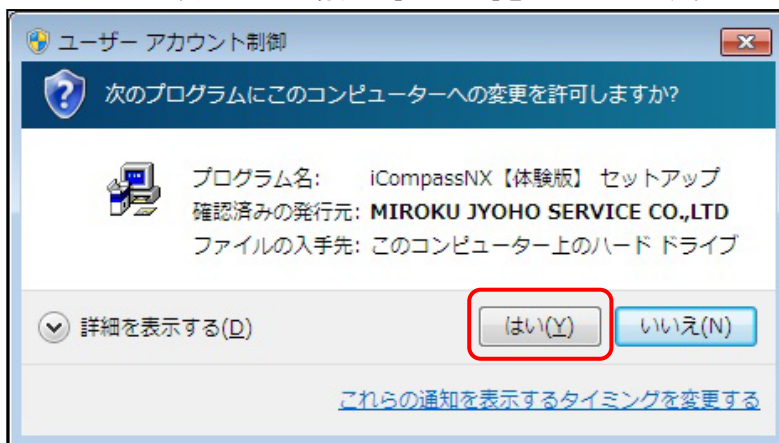 ユーザー アカウント制御
次のプログラムにこのコンピューターへの変更を許可しますか?
プログラム名: iCompassNX【体験版】 セットアップ
確認済みの発行元: MIROKU JYOHO SERVICE CO.,LTD
ファイルの入手先: このコンピューター上のハード ドライブ
詳細を表示する(D) はい(Y) いいえ(N)
これらの通知を表示するタイミングを変更する